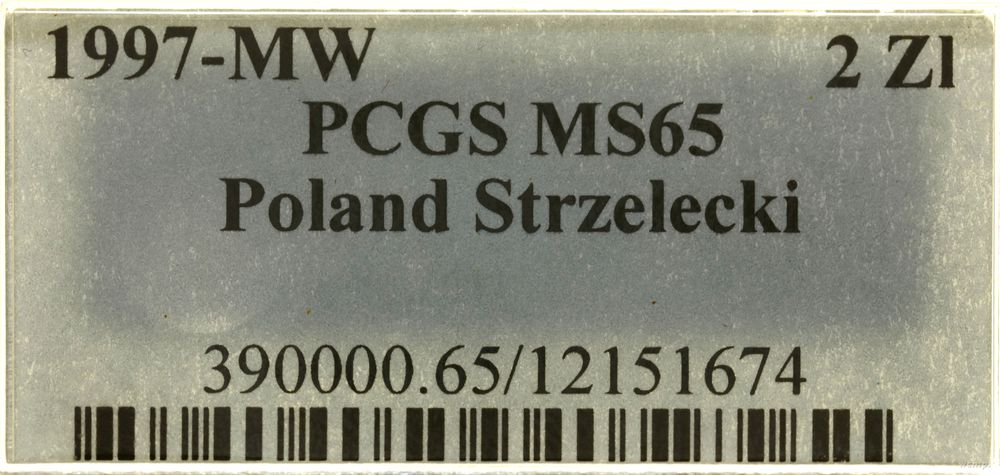 1997-MW 2 Zl
PCGS MS65
Poland Strzelecki
390000.65/12151674